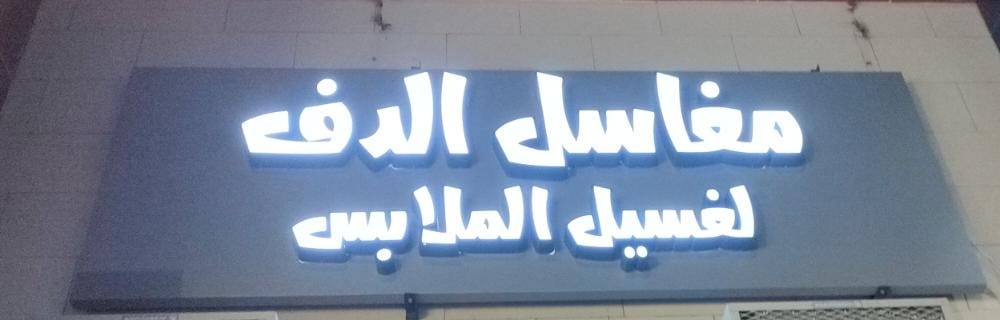 مغاسل الدف
لغسيل الملابس